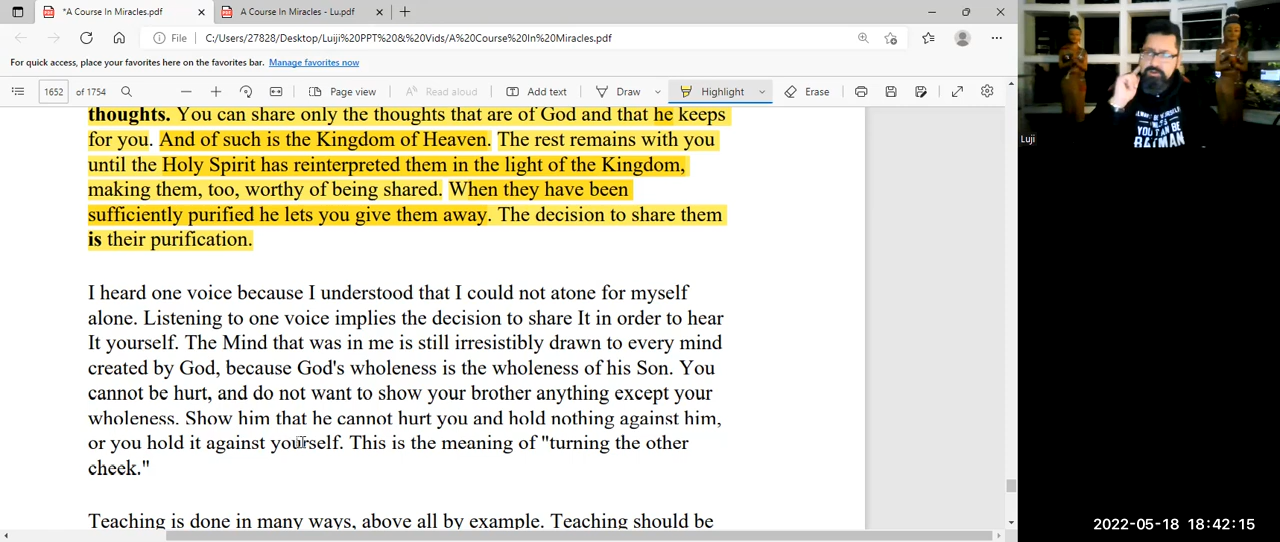 *A Course In Miracles.pdf
A Course In Miracles - Lu.pdf
File
C:/Users/27828/Desktop/Luiji%20PPT%20&%20Vids/A%20Course%20In%20Miracles.pdf
For quick access, place your favorites here on the favorites bar. Manage favorites now
1652 of 1754
Page view
Read aloud
Add text
Draw
Highlight
Erase
thoughts. You can share only the thoughts that are of God and that he keeps
for you. And of such is the Kingdom of Heaven. The rest remains with you
until the Holy Spirit has reinterpreted them in the light of the Kingdom,
making them, too, worthy of being shared. When they have been
sufficiently purified he lets you give them away. The decision to share them
is their purification.
I heard one voice because I understood that I could not atone for myself
alone. Listening to one voice implies the decision to share It in order to hear
It yourself. The Mind that was in me is still irresistibly drawn to every mind
created by God, because God's wholeness is the wholeness of his Son. You
cannot be hurt, and do not want to show your brother anything except your
wholeness. Show him that he cannot hurt you and hold nothing against him,
or you hold it against yourself. This is the meaning of "turning the other
cheek."
Teaching is done in many ways, above all by example. Teaching should be
Luji
YOU CAN BE
BATMAN
2022-05-18 18:42:15